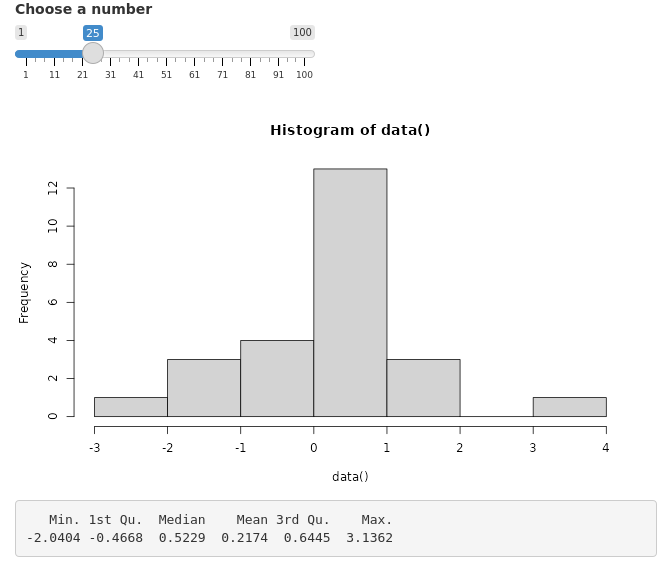 Choose a number
1 25 100
1 11 21 31 41 51 61 71 81 91 100
Histogram of data()
Frequency
12
10
8
6
4
2
0
-3 -2 -1 0 1 2 3 4
data()
Min. 1st Qu. Median Mean 3rd Qu. Max.
-2.0404 -0.4668 0.5229 0.2174 0.6445 3.1362